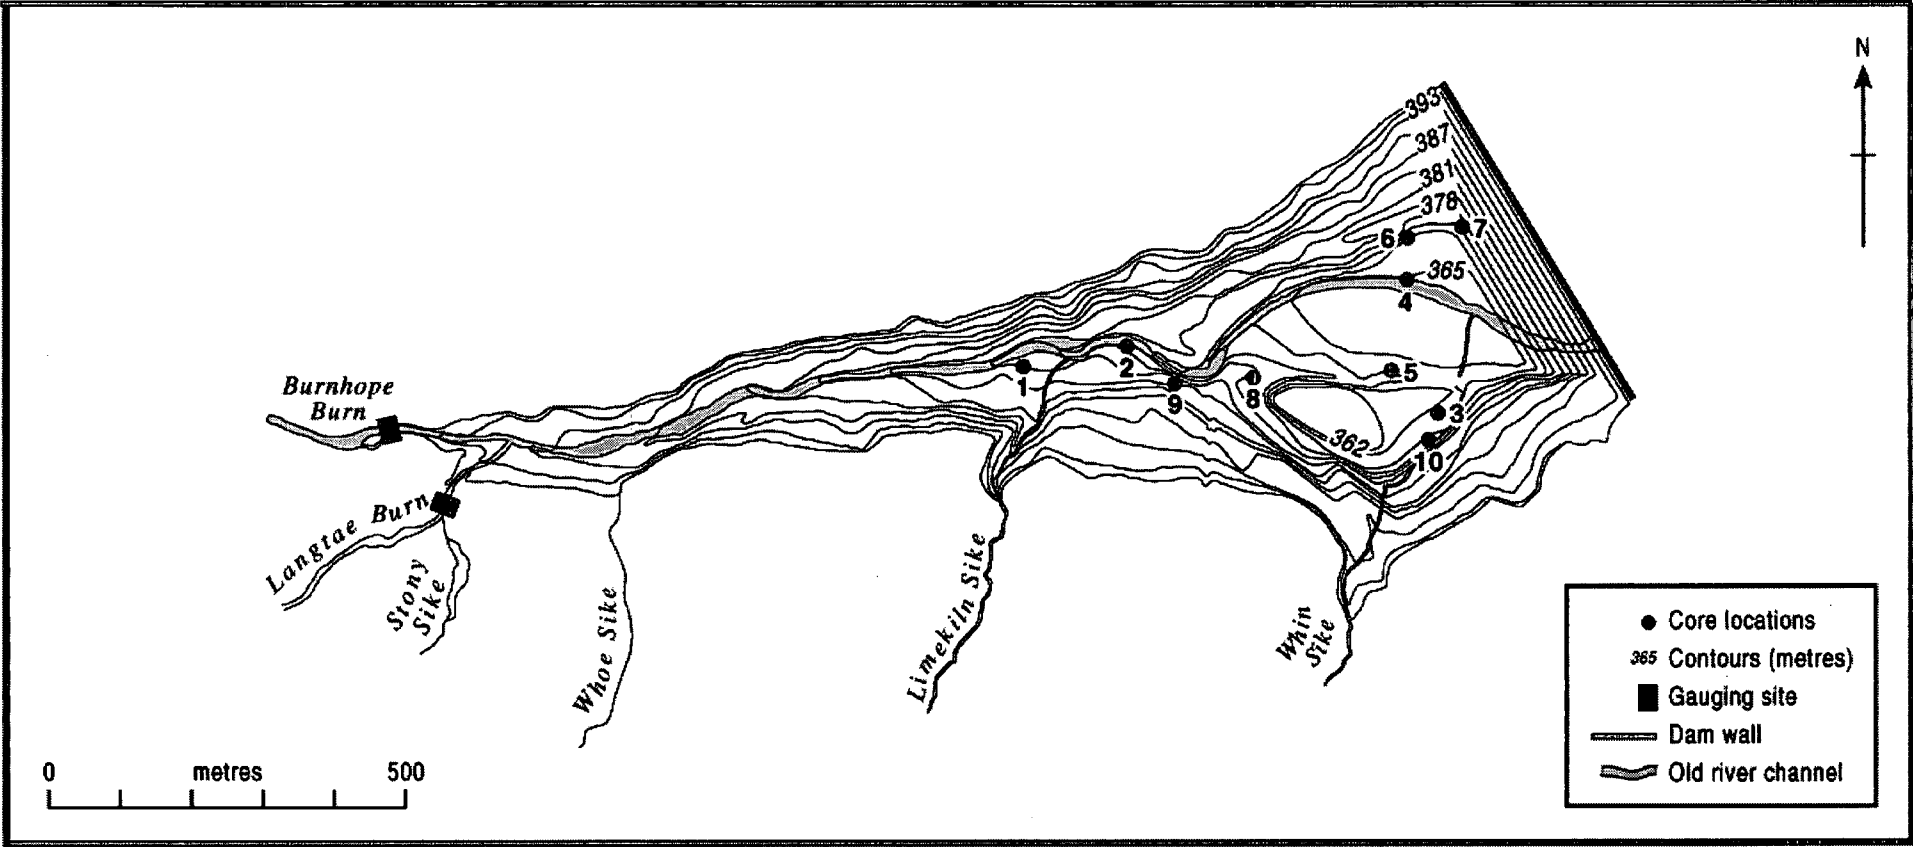 N
393
387
381
378
6
7
365
4
1
2
9
8
5
3
362
10
Burnhope
Burn
Langtae Burn
Stony
Sike
Whoe Sike
Limekiln Sike
Whin
Sike
0 metres 500
Core locations
365 Contours (metres)
Gauging site
Dam wall
Old river channel